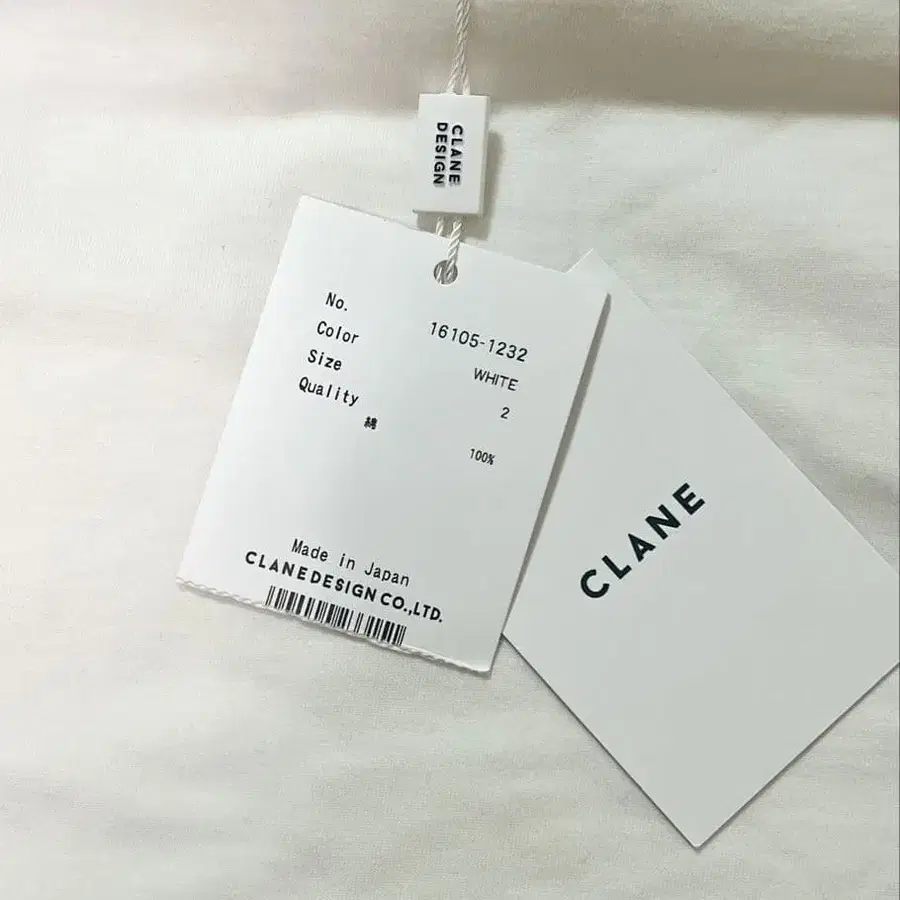 CLANE
DESIGN
No. 16105-1232
Color WHITE
Size 2
Quality
綿 100%
Made in Japan
CLANEDESIGN CO.,LTD.
CLANE